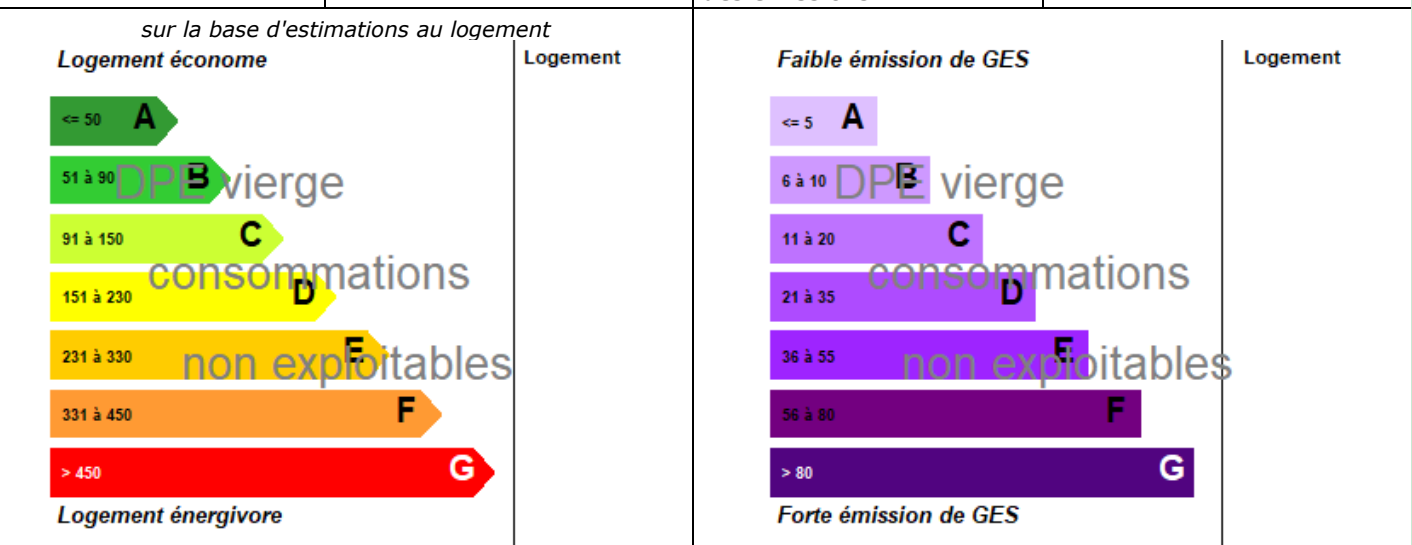 sur la base d'estimations au logement
Logement économe
Logement
<= 50 A
51 à 90 B
DPE vierge
91 à 150 C
consommations
151 à 230 D
231 à 330 E
non exploitables
331 à 450 F
> 450 G
Logement énergivore
Faible émission de GES
Logement
<= 5 A
6 à 10 B
DPE vierge
11 à 20 C
consommations
21 à 35 D
36 à 55 E
non exploitables
56 à 80 F
> 80 G
Forte émission de GES